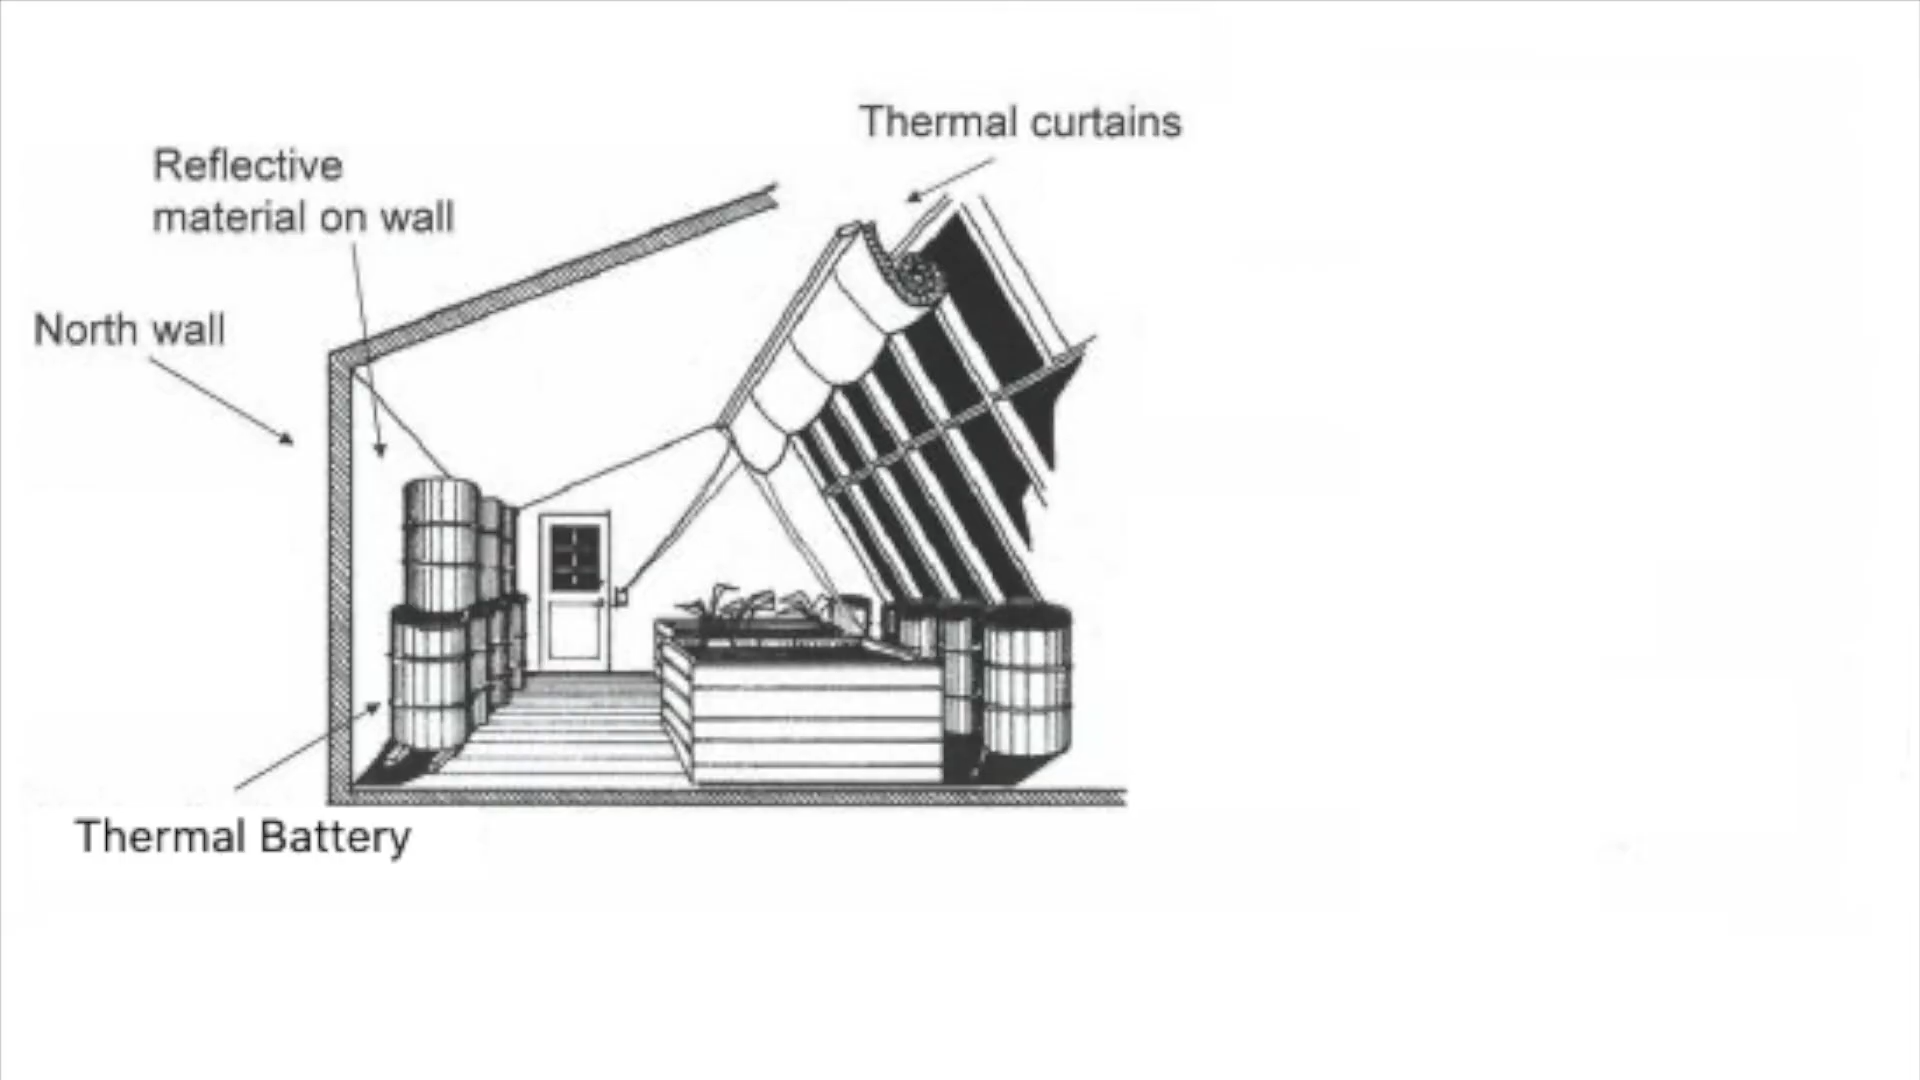 Thermal curtains
Reflective
material on wall
North wall
Thermal Battery